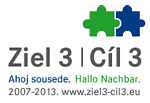 Ziel 3 | Cíl 3
Ahoj sousede. Hallo Nachbar.
2007-2013. www.ziel3-cil3.eu